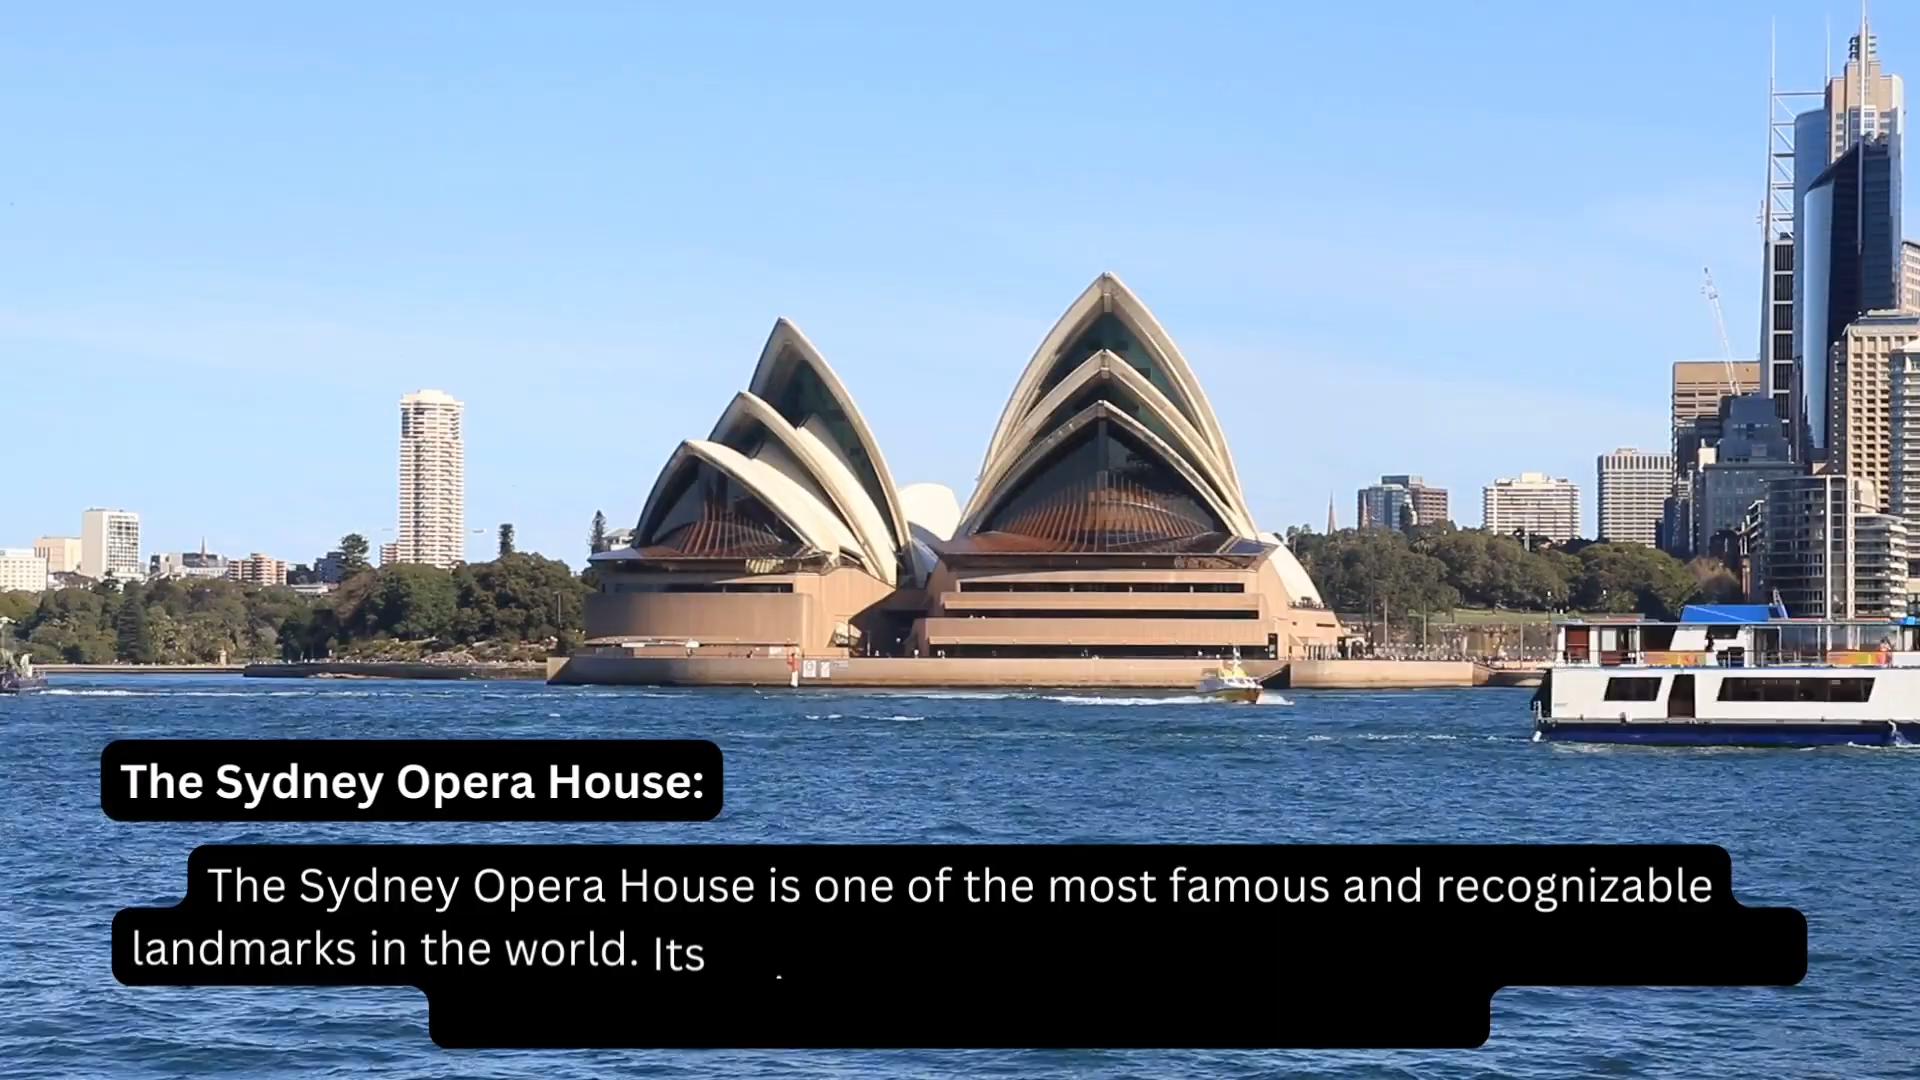 The Sydney Opera House:
The Sydney Opera House is one of the most famous and recognizable
landmarks in the world. Its